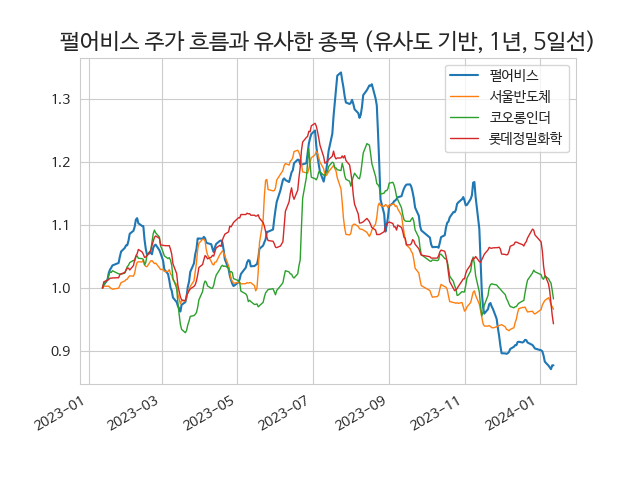 펄어비스 주가 흐름과 유사한 종목 (유사도 기반, 1년, 5일선)
펄어비스
서울반도체
코오롱인더
롯데정밀화학
1.3
1.2
1.1
1.0
0.9
2023-01
2023-03
2023-05
2023-07
2023-09
2023-11
2024-01